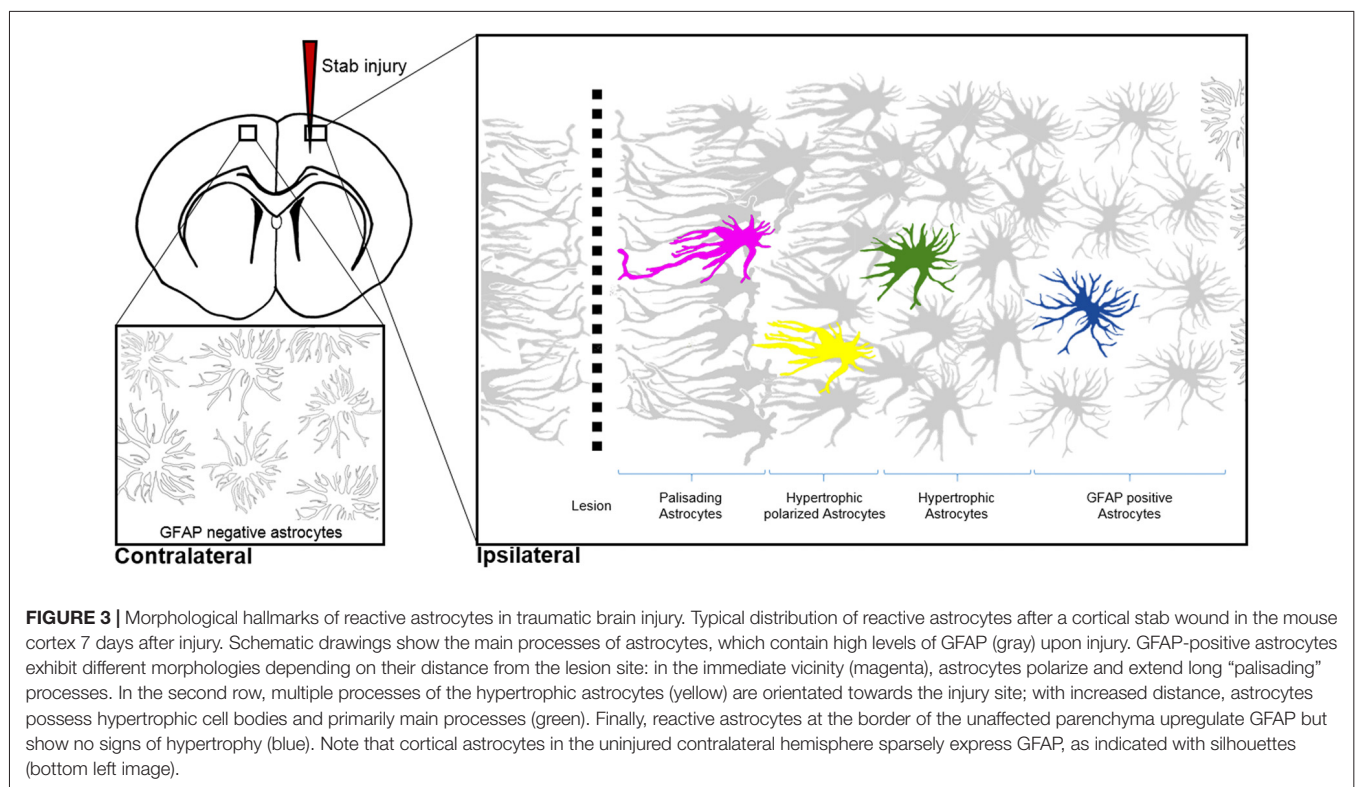 Stab injury
GFAP negative astrocytes
Contralateral
Lesion
Palisading
Astrocytes
Hypertrophic
polarized Astrocytes
Hypertrophic
Astrocytes
GFAP positive
Astrocytes
Ipsilateral
FIGURE 3 | Morphological hallmarks of reactive astrocytes in traumatic brain injury. Typical distribution of reactive astrocytes after a cortical stab wound in the mouse
cortex 7 days after injury. Schematic drawings show the main processes of astrocytes, which contain high levels of GFAP (gray) upon injury. GFAP-positive astrocytes
exhibit different morphologies depending on their distance from the lesion site: in the immediate vicinity (magenta), astrocytes polarize and extend long “palisading”
processes. In the second row, multiple processes of the hypertrophic astrocytes (yellow) are orientated towards the injury site; with increased distance, astrocytes
possess hypertrophic cell bodies and primarily main processes (green). Finally, reactive astrocytes at the border of the unaffected parenchyma upregulate GFAP but
show no signs of hypertrophy (blue). Note that cortical astrocytes in the uninjured contralateral hemisphere sparsely express GFAP, as indicated with silhouettes
(bottom left image).